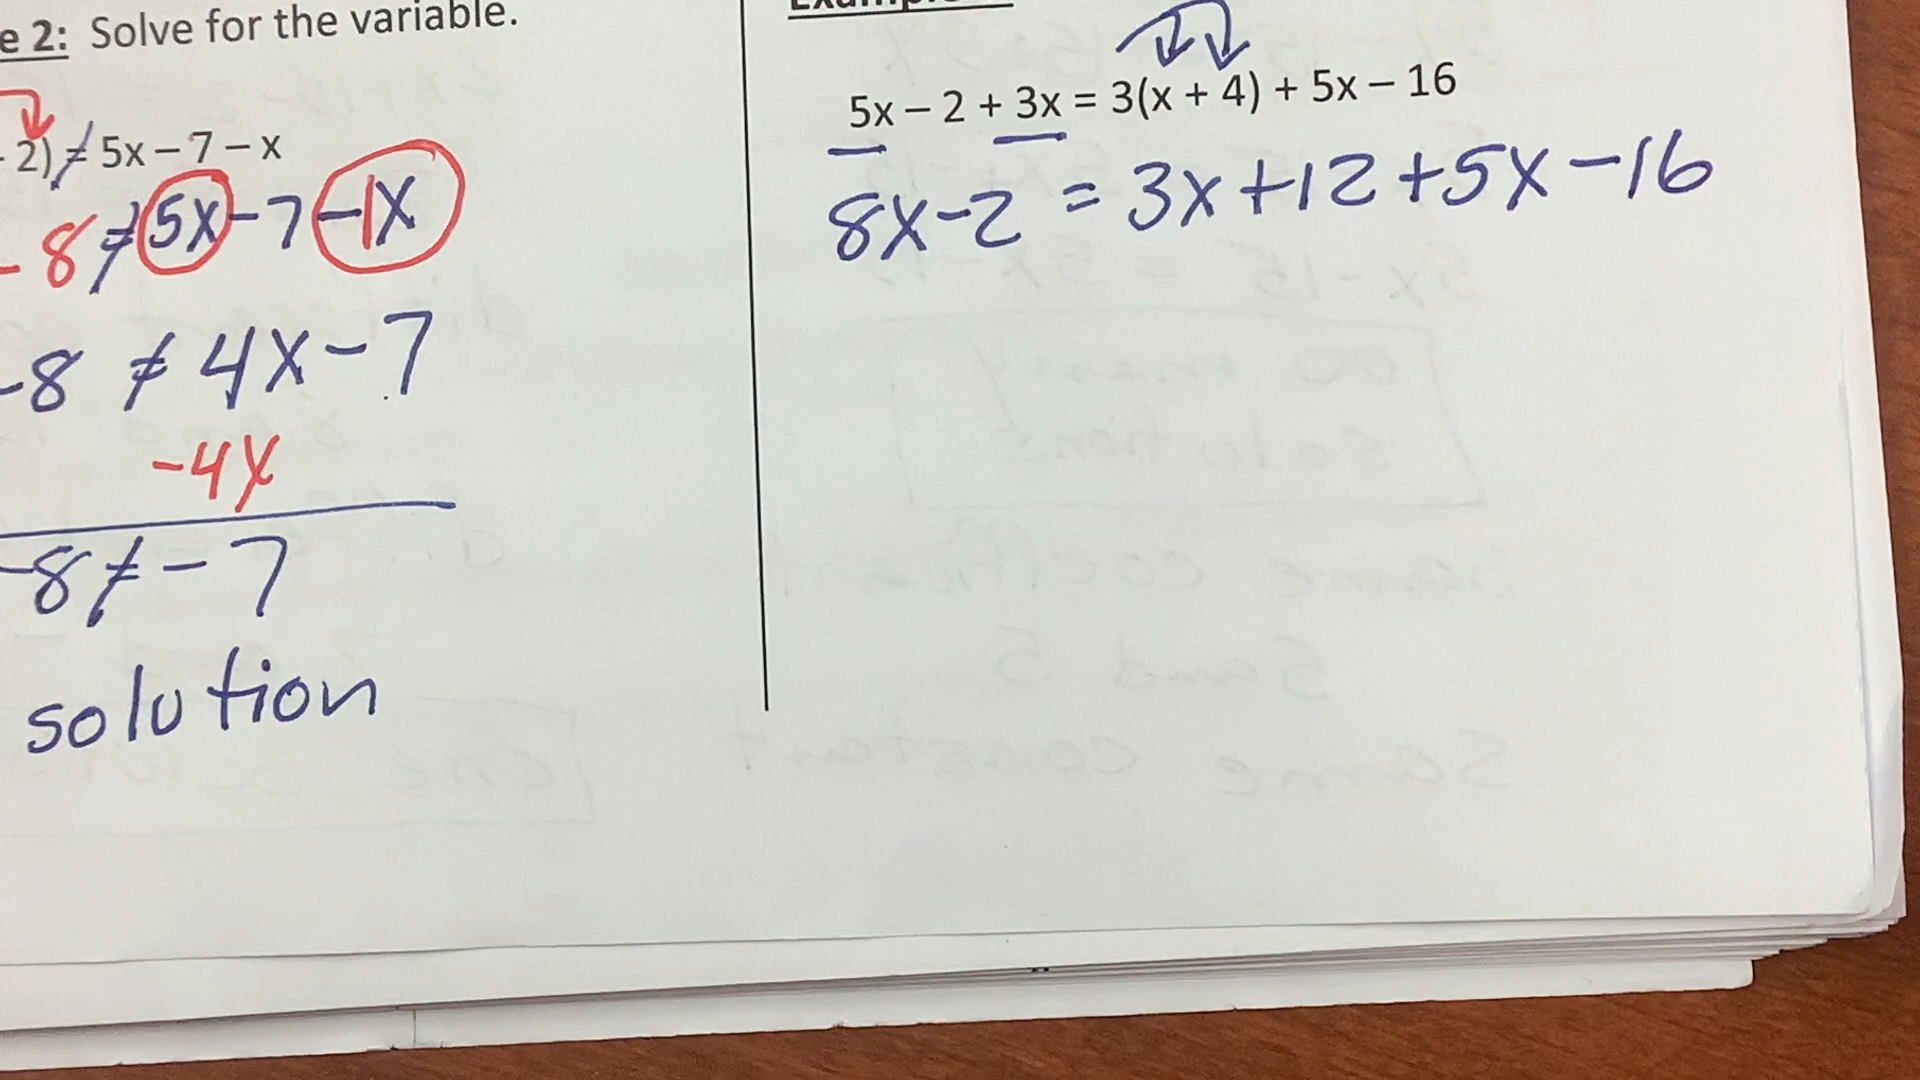 e 2: Solve for the variable.
- 2) ≠ 5x – 7 – x
- 8 ≠ 5x - 7 - 1x
-8 ≠ 4x - 7
-4x
-8 ≠ - 7
solution
5x – 2 + 3x = 3(x + 4) + 5x – 16
8x - 2 = 3x + 12 + 5x - 16